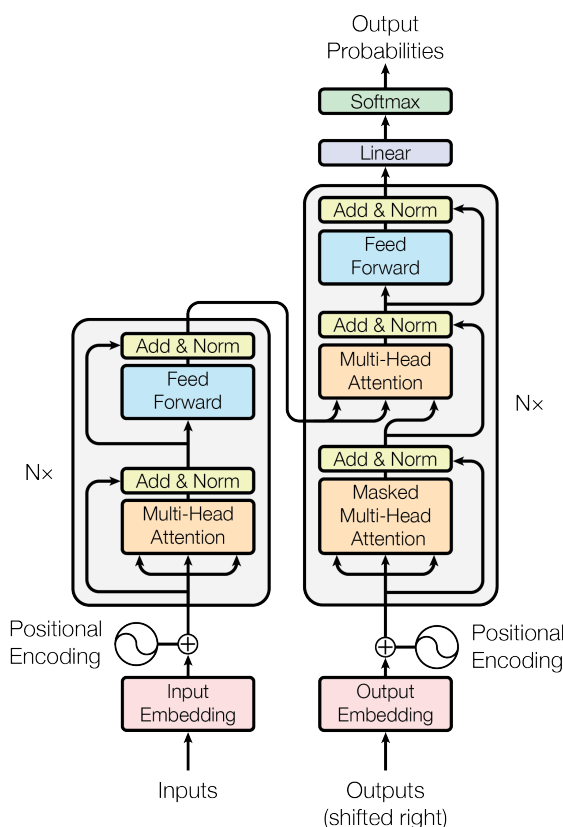 Output
Probabilities
Softmax
Linear
Add & Norm
Feed
Forward
Add & Norm
Multi-Head
Attention
Add & Norm
Masked
Multi-Head
Attention
Nx
Add & Norm
Feed
Forward
Add & Norm
Multi-Head
Attention
Nx
Positional
Encoding
Positional
Encoding
Input
Embedding
Output
Embedding
Inputs
Outputs
(shifted right)